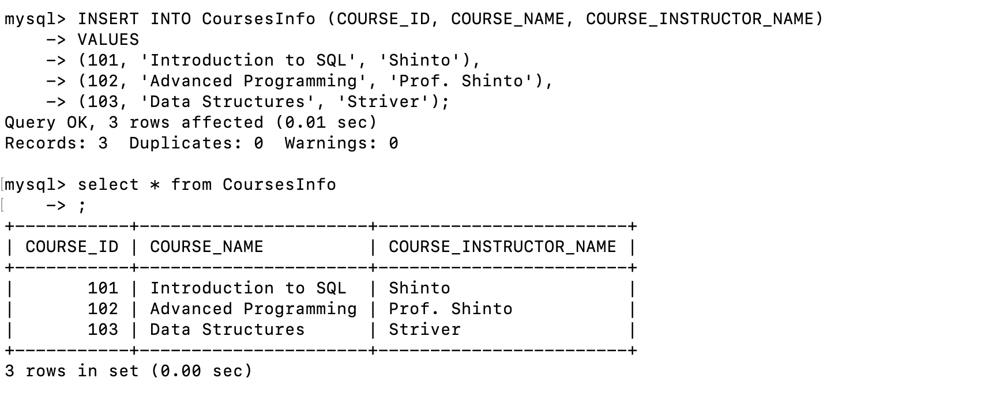 mysql> INSERT INTO CoursesInfo (COURSE_ID, COURSE_NAME, COURSE_INSTRUCTOR_NAME)
    -> VALUES
    -> (101, 'Introduction to SQL', 'Shinto'),
    -> (102, 'Advanced Programming', 'Prof. Shinto'),
    -> (103, 'Data Structures', 'Striver');
Query OK, 3 rows affected (0.01 sec)
Records: 3  Duplicates: 0  Warnings: 0

[mysql> select * from CoursesInfo
[    -> ;
+-----------+----------------------+------------------------+
| COURSE_ID | COURSE_NAME          | COURSE_INSTRUCTOR_NAME |
+-----------+----------------------+------------------------+
|       101 | Introduction to SQL  | Shinto                 |
|       102 | Advanced Programming | Prof. Shinto           |
|       103 | Data Structures      | Striver                |
+-----------+----------------------+------------------------+
3 rows in set (0.00 sec)